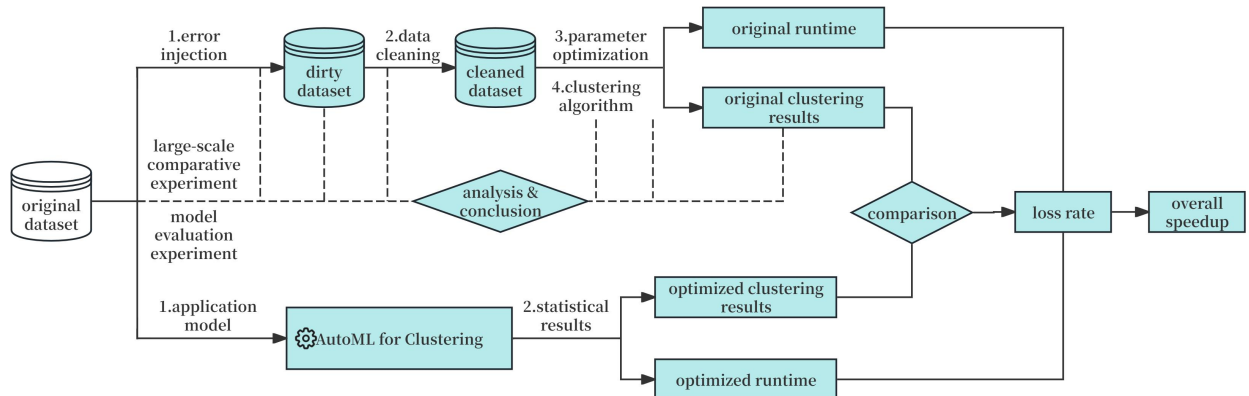 1.error
injection
dirty
dataset
2.data
cleaning
cleaned
dataset
3.parameter
optimization
4.clustering
algorithm
original runtime
original clustering
results
large-scale
comparative
experiment
original
dataset
model
evaluation
experiment
analysis &
conclusion
comparison
loss rate
overall
speedup
1.application
model
AutoML for Clustering
2.statistical
results
optimized clustering
results
optimized runtime